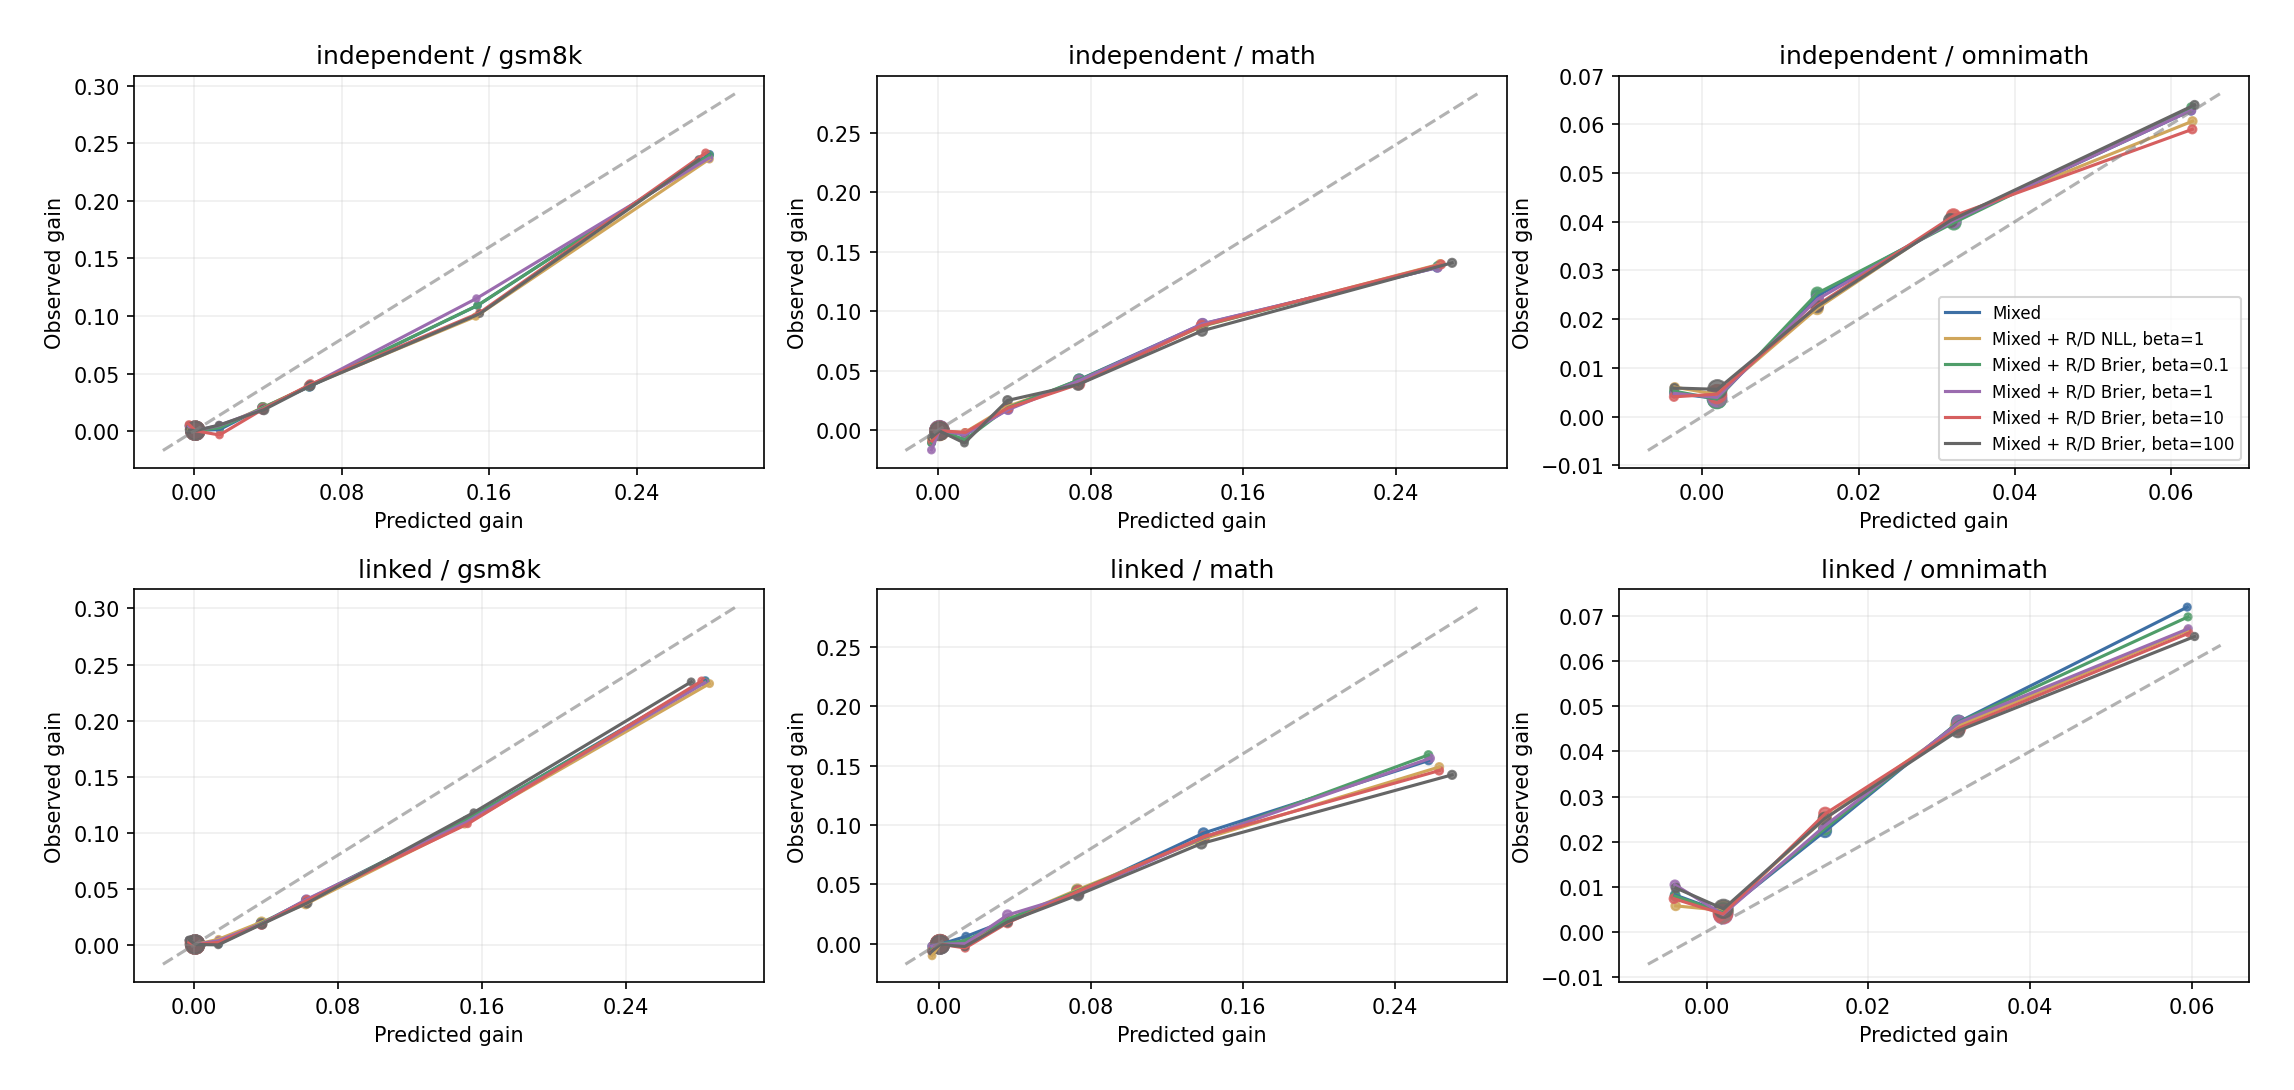 independent / gsm8k
Observed gain
0.30
0.25
0.20
0.15
0.10
0.05
0.00
0.00 0.08 0.16 0.24
Predicted gain
independent / math
Observed gain
0.25
0.20
0.15
0.10
0.05
0.00
0.00 0.08 0.16 0.24
Predicted gain
independent / omnimath
Observed gain
0.07
0.06
0.05
0.04
0.03
0.02
0.01
0.00
−0.01
0.00 0.02 0.04 0.06
Predicted gain
Mixed
Mixed + R/D NLL, beta=1
Mixed + R/D Brier, beta=0.1
Mixed + R/D Brier, beta=1
Mixed + R/D Brier, beta=10
Mixed + R/D Brier, beta=100
linked / gsm8k
Observed gain
0.30
0.25
0.20
0.15
0.10
0.05
0.00
0.00 0.08 0.16 0.24
Predicted gain
linked / math
Observed gain
0.25
0.20
0.15
0.10
0.05
0.00
0.00 0.08 0.16 0.24
Predicted gain
linked / omnimath
Observed gain
0.07
0.06
0.05
0.04
0.03
0.02
0.01
0.00
−0.01
0.00 0.02 0.04 0.06
Predicted gain